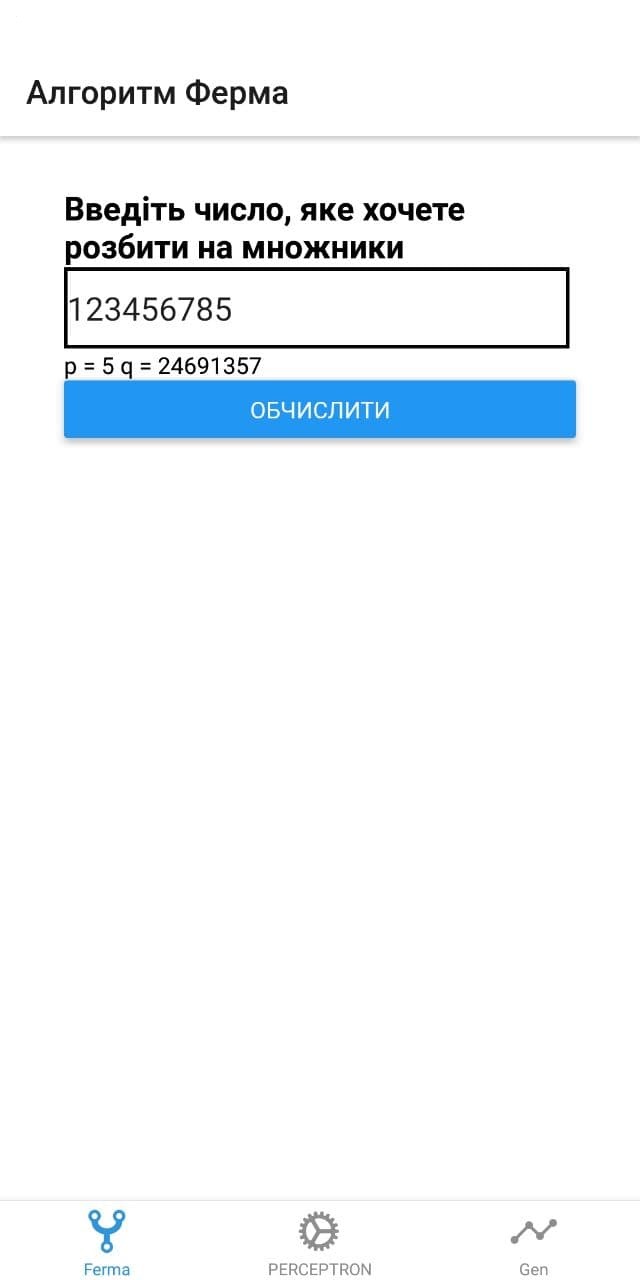 Алгоритм Ферма
Введіть число, яке хочете
розбити на множники
123456785
p = 5 q = 24691357
ОБЧИСЛИТИ
Ferma
PERCEPTRON
Gen